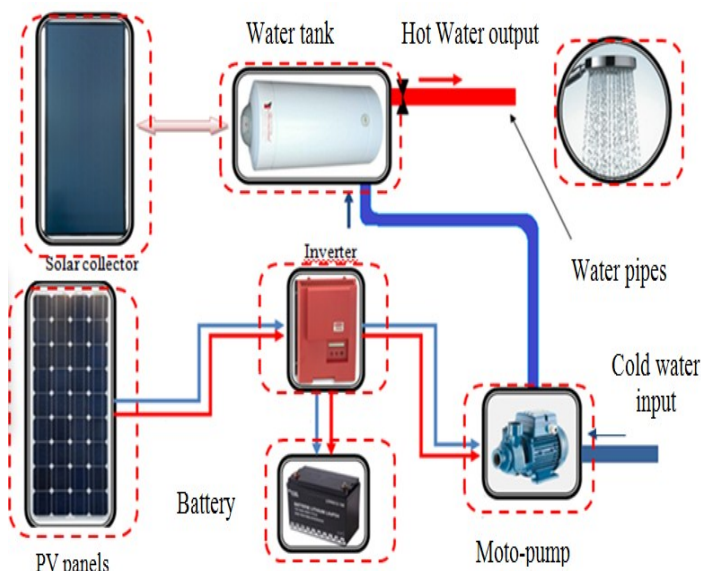 Water tank
Hot Water output
Solar collector
Inverter
Water pipes
Cold water
input
Battery
PV panels
Moto-pump